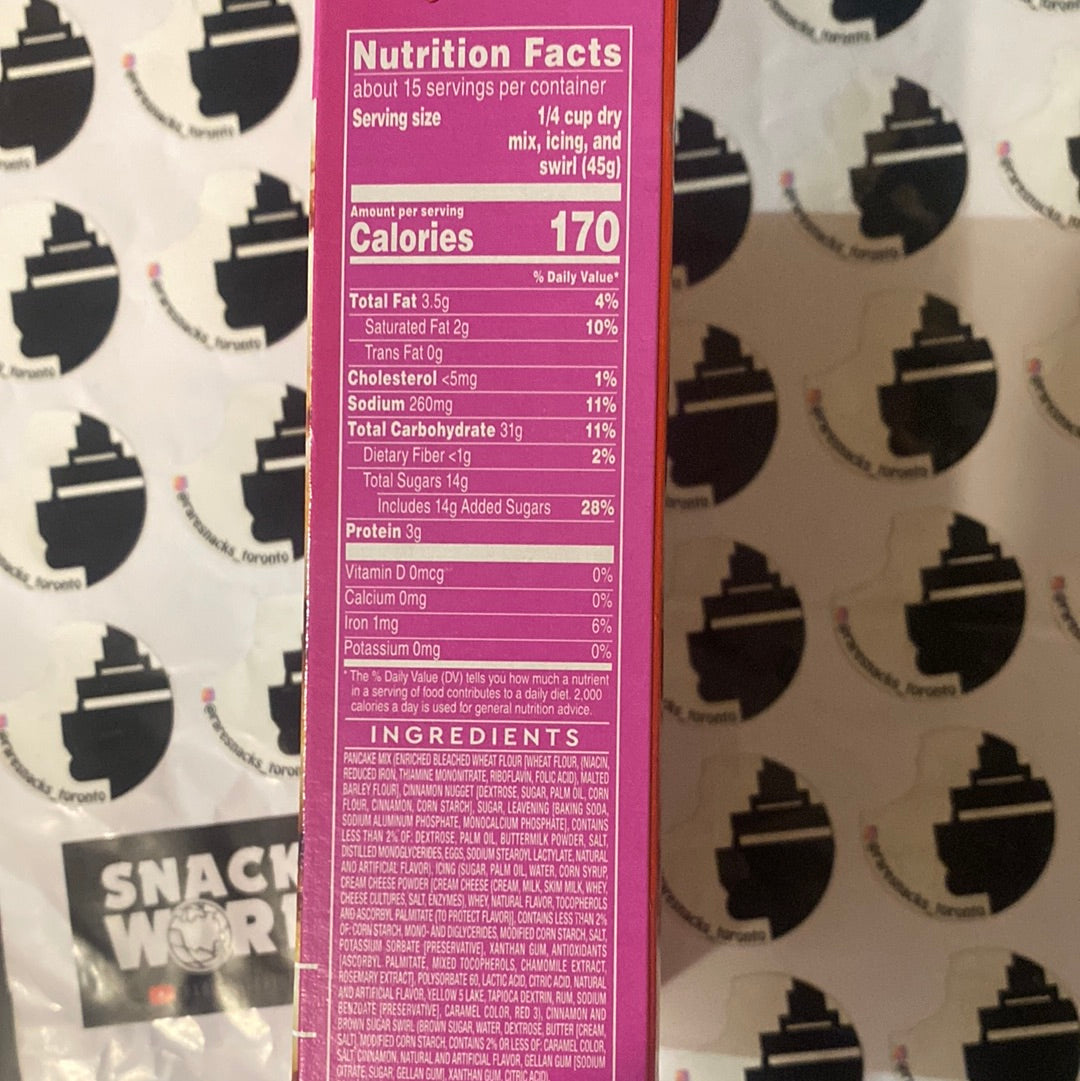 Nutrition Facts
about 15 servings per container
Serving size 1/4 cup dry
mix, icing, and
swirl (45g)
Amount per serving
Calories 170
% Daily Value*
Total Fat 3.5g 4%
Saturated Fat 2g 10%
Trans Fat 0g
Cholesterol <5mg 1%
Sodium 260mg 11%
Total Carbohydrate 31g 11%
Dietary Fiber <1g 2%
Total Sugars 14g
Includes 14g Added Sugars 28%
Protein 3g
Vitamin D 0mcg 0%
Calcium 0mg 0%
Iron 1mg 6%
Potassium 0mg 0%
* The % Daily Value (DV) tells you how much a nutrient
in a serving of food contributes to a daily diet. 2,000
calories a day is used for general nutrition advice.
INGREDIENTS
PANCAKE MIX (ENRICHED BLEACHED WHEAT FLOUR [WHEAT FLOUR, (NIACIN,
REDUCED IRON, THIAMINE MONONITRATE, RIBOFLAVIN, FOLIC ACID), MALTED
BARLEY FLOUR], CINNAMON NUGGET [DEXTROSE, SUGAR, PALM OIL, CORN
FLOUR, CINNAMON, CORN STARCH], SUGAR, LEAVENING [BAKING SODA,
SODIUM ALUMINUM PHOSPHATE, MONOCALCIUM PHOSPHATE], CONTAINS
LESS THAN 2% OF: DEXTROSE, PALM OIL, BUTTERMILK POWDER, SALT,
DISTILLED MONOGLYCERIDES, EGGS, SODIUM STEAROYL LACTYLATE, NATURAL
AND ARTIFICIAL FLAVOR), ICING (SUGAR, PALM OIL, WATER, CORN SYRUP,
CREAM CHEESE POWDER [CREAM CHEESE (CREAM, MILK, SKIM MILK, WHEY,
CHEESE CULTURES, SALT, ENZYMES), WHEY, NATURAL FLAVOR, TOCOPHEROLS
AND ASCORBYL PALMITATE (TO PROTECT FLAVOR)], CONTAINS LESS THAN 2%
OF: CORN STARCH, MONO- AND DIGLYCERIDES, MODIFIED CORN STARCH, SALT,
POTASSIUM SORBATE [PRESERVATIVE], XANTHAN GUM, ANTIOXIDANTS
[ASCORBYL PALMITATE, MIXED TOCOPHEROLS, CHAMOMILE EXTRACT,
ROSEMARY EXTRACT], POLYSORBATE 60, LACTIC ACID, CITRIC ACID, NATURAL
AND ARTIFICIAL FLAVOR, YELLOW 5 LAKE, TAPIOCA DEXTRIN, RUM, SODIUM
BENZOATE [PRESERVATIVE], CARAMEL COLOR, RED 3), CINNAMON AND
BROWN SUGAR SWIRL (BROWN SUGAR, WATER, DEXTROSE, BUTTER [CREAM,
SALT], MODIFIED CORN STARCH, CONTAINS 2% OR LESS OF: CARAMEL COLOR,
SALT, CINNAMON, NATURAL AND ARTIFICIAL FLAVOR, GELLAN GUM [SODIUM
CITRATE, SUGAR, GELLAN GUM], XANTHAN GUM, CITRIC ACID)
SNACK
WOR